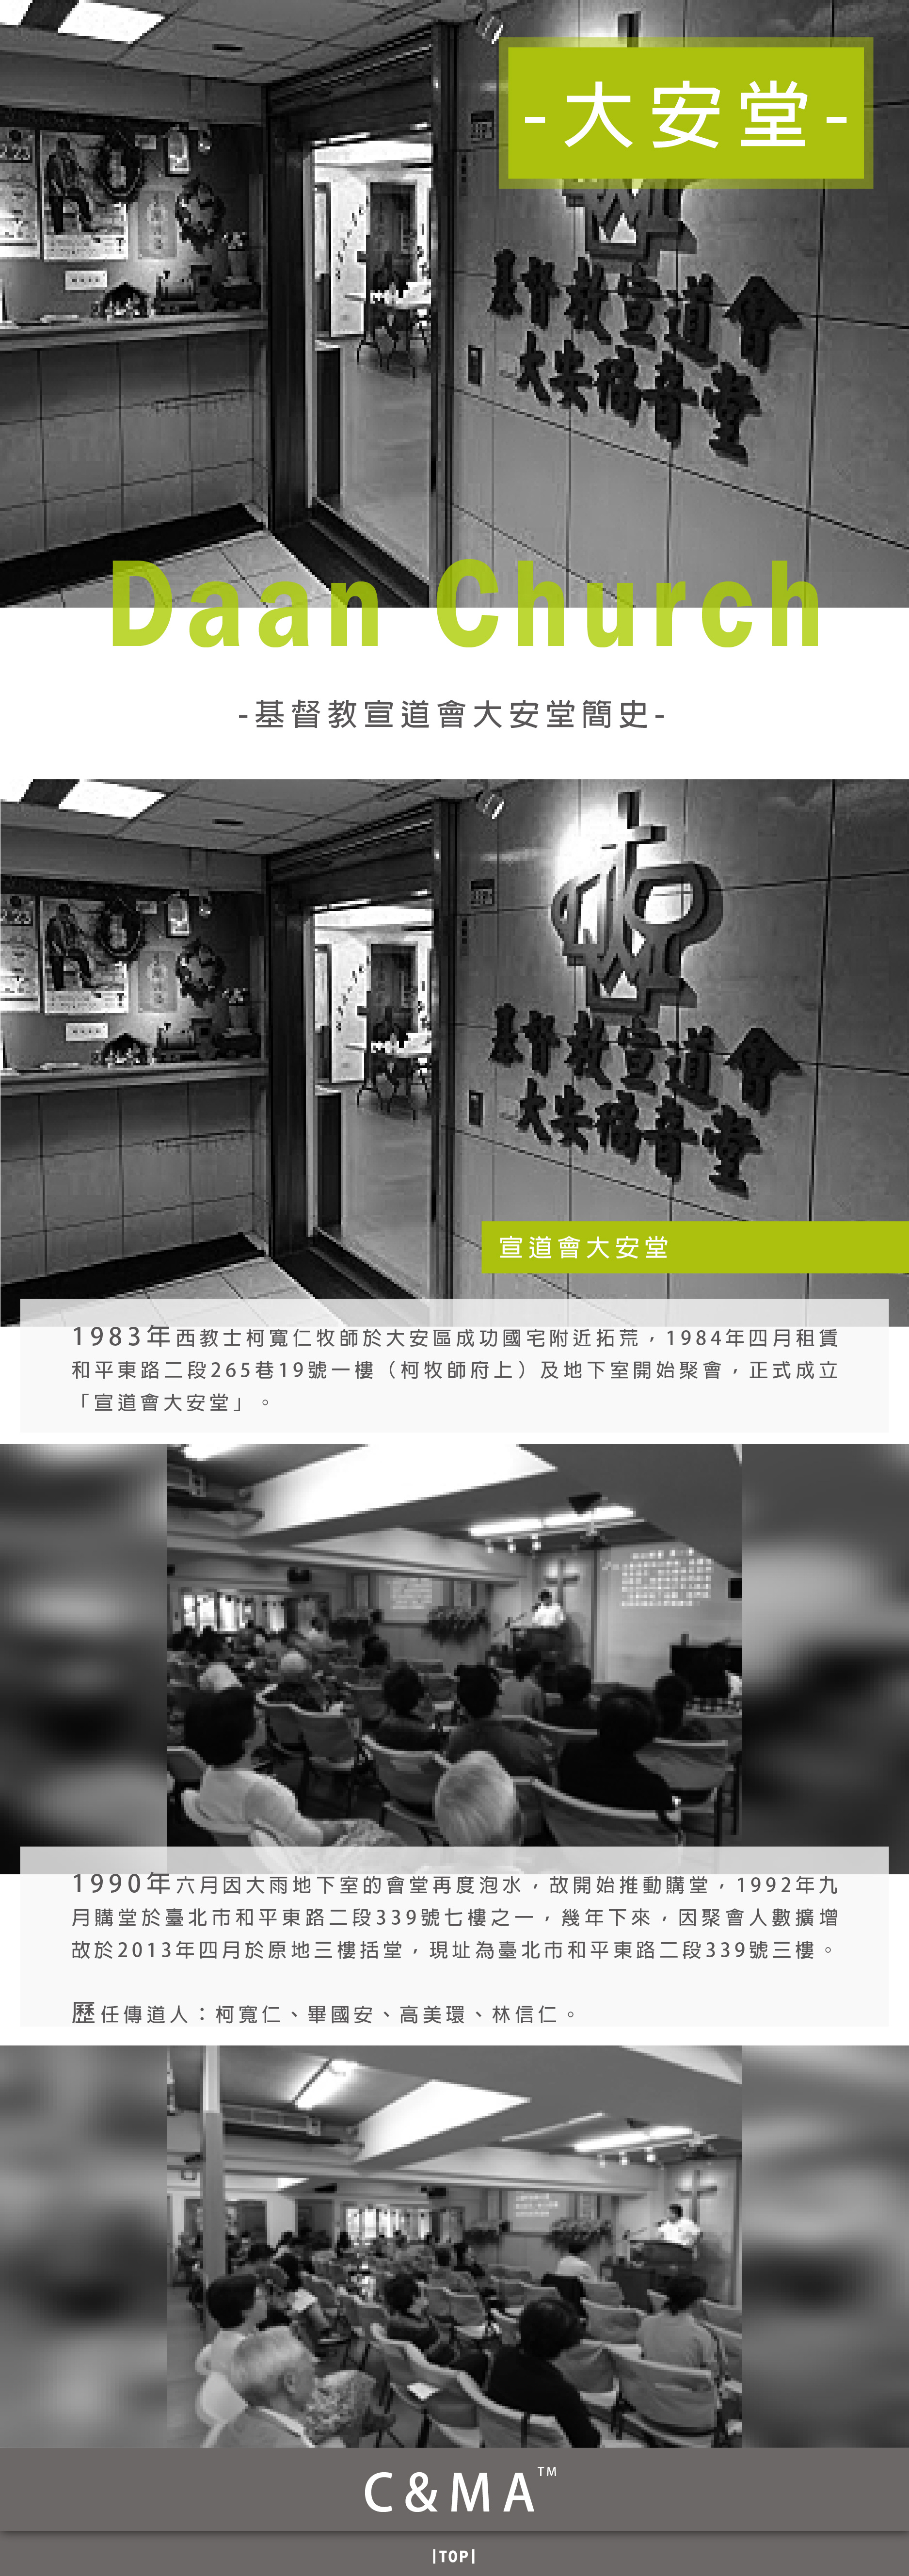 -大安堂-
基督教宣道會
大安福音堂
Daan Church
-基督教宣道會大安堂簡史-
基督教宣道會
大安福音堂
宣道會大安堂
1983年西教士柯寬仁牧師於大安區成功國宅附近拓荒，1984年四月租賃
和平東路二段265巷19號一樓（柯牧師府上）及地下室開始聚會，正式成立
「宣道會大安堂」。
1990年六月因大雨地下室的會堂再度泡水，故開始推動購堂，1992年九
月購堂於臺北市和平東路二段339號七樓之一，幾年下來，因聚會人數擴增
故於2013年四月於原地三樓括堂，現址為臺北市和平東路二段339號三樓。
歷任傳道人：柯寬仁、畢國安、高美環、林信仁。
C&MA™
|TOP|